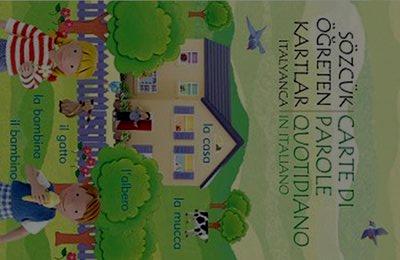 SÖZCÜK CARTE DI
ÖĞRETEN PAROLE
KARTLAR QUOTIDIANO
İTALYANCA IN ITALIANO
la casa
la mucca
l'albero
il gatto
la bambina
il bambino